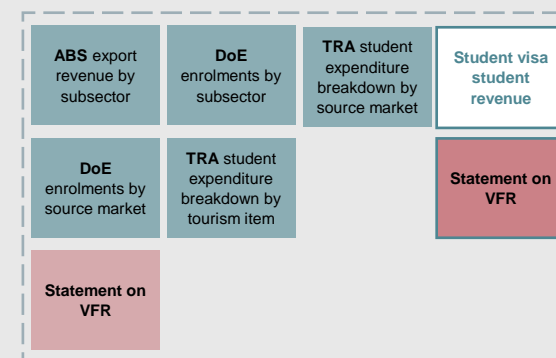 ABS export
revenue by
subsector
DoE
enrolments by
subsector
TRA student
expenditure
breakdown by
source market
Student visa
student
revenue
DoE
enrolments by
source market
TRA student
expenditure
breakdown by
tourism item
Statement on
VFR
Statement on
VFR